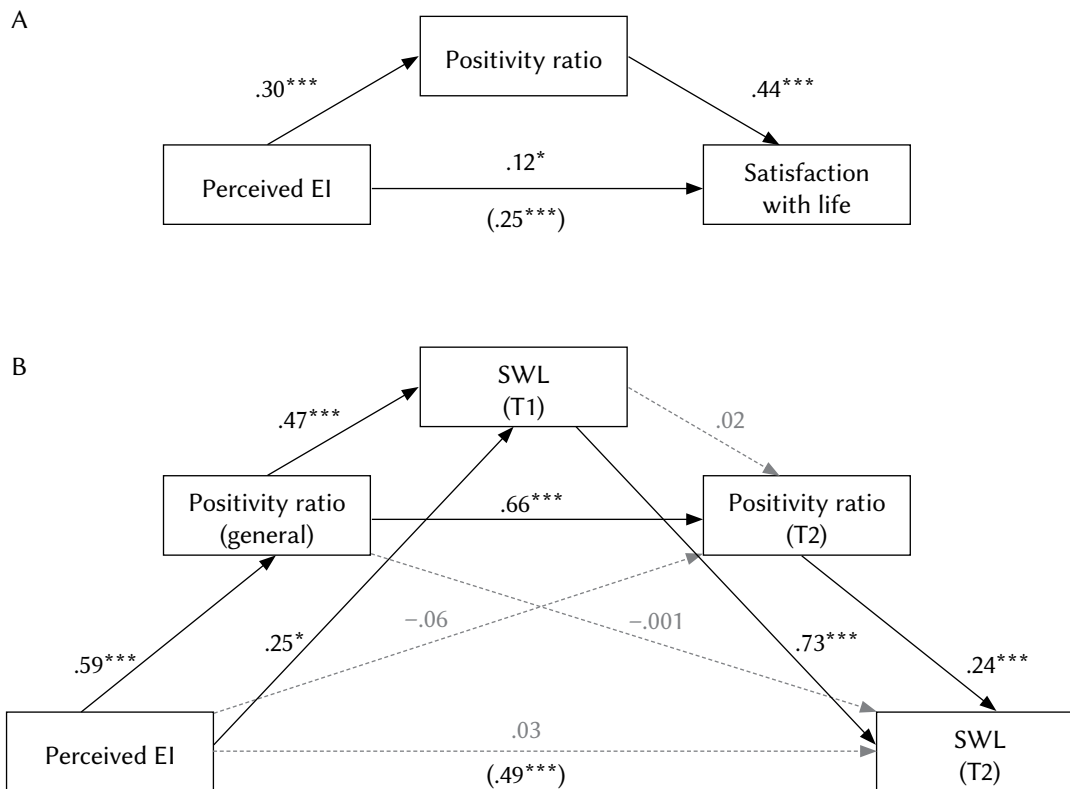 A
Positivity ratio
.30***
.44***
Perceived EI
.12*
(.25***)
Satisfaction
with life
B
SWL
(T1)
.47***
.02
Positivity ratio
(general)
.66***
Positivity ratio
(T2)
–.06
–.001
.59***
.25*
.73***
.24***
Perceived EI
.03
(.49***)
SWL
(T2)